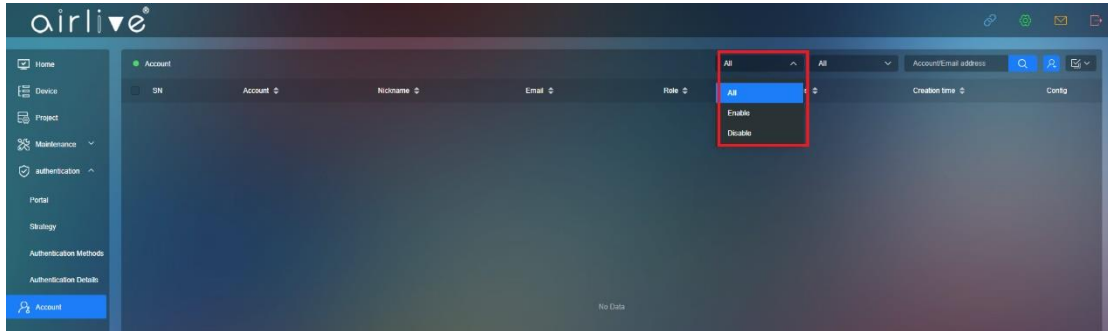 airlive®
Home
Account
All
All
Account/Email address
Device
SN
Account
Nickname
Email
Role
All
Creation time
Config
Project
Enable
Maintenance
Disable
authentication
Portal
Strategy
Authentication Methods
Authentication Details
Account
No Data